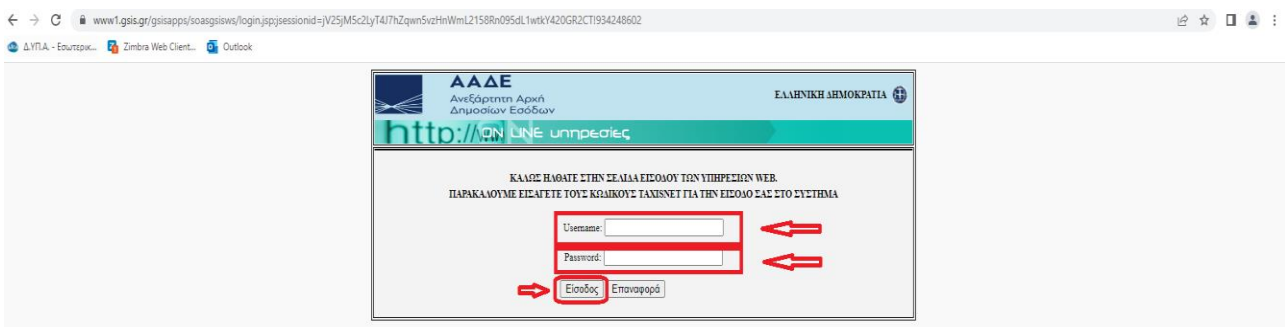 www1.gsis.gr/gsisapps/soasgsisws/login.jsp;jsessionid=jV25jM5c2LyT4J7hZqwn5vzHnWmL2158Rn095dL1wtkY420GR2CT!934248602
Δ.ΥΠ.Α. - Εσωτερικ... Zimbra Web Client... Outlook
ΑΑΔΕ
Ανεξάρτητη Αρχή
Δημοσίων Εσόδων
ΕΛΛΗΝΙΚΗ ΔΗΜΟΚΡΑΤΙΑ
http://www ON LINE υπηρεσίες
ΚΑΛΩΣ ΗΛΘΑΤΕ ΣΤΗΝ ΣΕΛΙΔΑ ΕΙΣΟΔΟΥ ΤΩΝ ΥΠΗΡΕΣΙΩΝ WEB.
ΠΑΡΑΚΑΛΟΥΜΕ ΕΙΣΑΓΕΤΕ ΤΟΥΣ ΚΩΔΙΚΟΥΣ TAXISNET ΓΙΑ ΤΗΝ ΕΙΣΟΔΟ ΣΑΣ ΣΤΟ ΣΥΣΤΗΜΑ
Username:
Password:
Είσοδος Επαναφορά